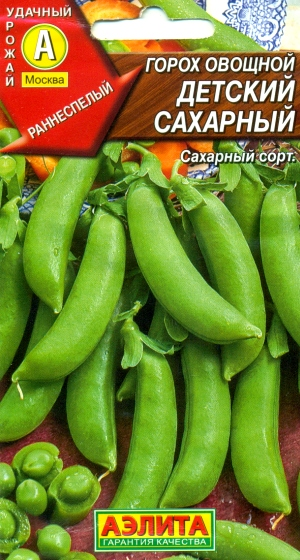 УДАЧНЫЙ
УРОЖАЙ
А
Москва
РАННЕСПЕЛЫЙ
ГОРОХ ОВОЩНОЙ
ДЕТСКИЙ
САХАРНЫЙ
Сахарный сорт.
АЭЛИТА
ГАРАНТИЯ КАЧЕСТВА